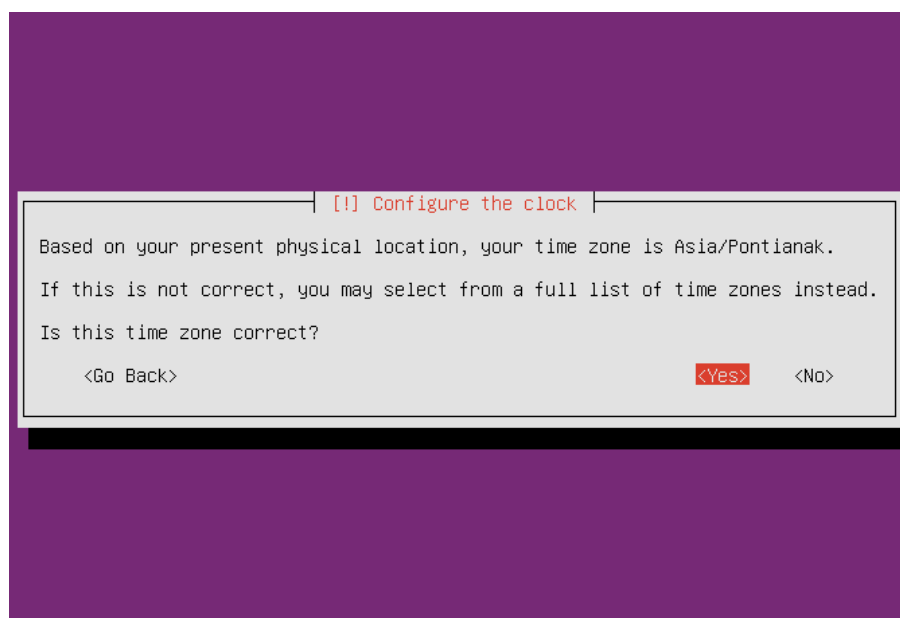 [!] Configure the clock
Based on your present physical location, your time zone is Asia/Pontianak.
If this is not correct, you may select from a full list of time zones instead.
Is this time zone correct?
<Go Back> <Yes> <No>